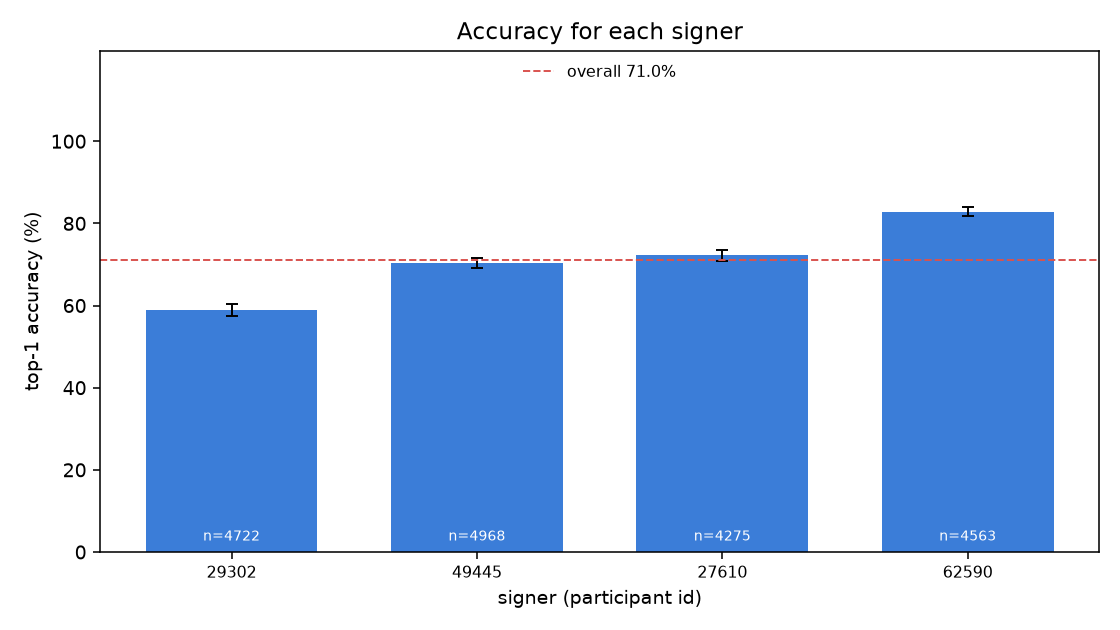 Accuracy for each signer
overall 71.0%
top-1 accuracy (%)
100
80
60
40
20
0
n=4722
n=4968
n=4275
n=4563
29302
49445
27610
62590
signer (participant id)